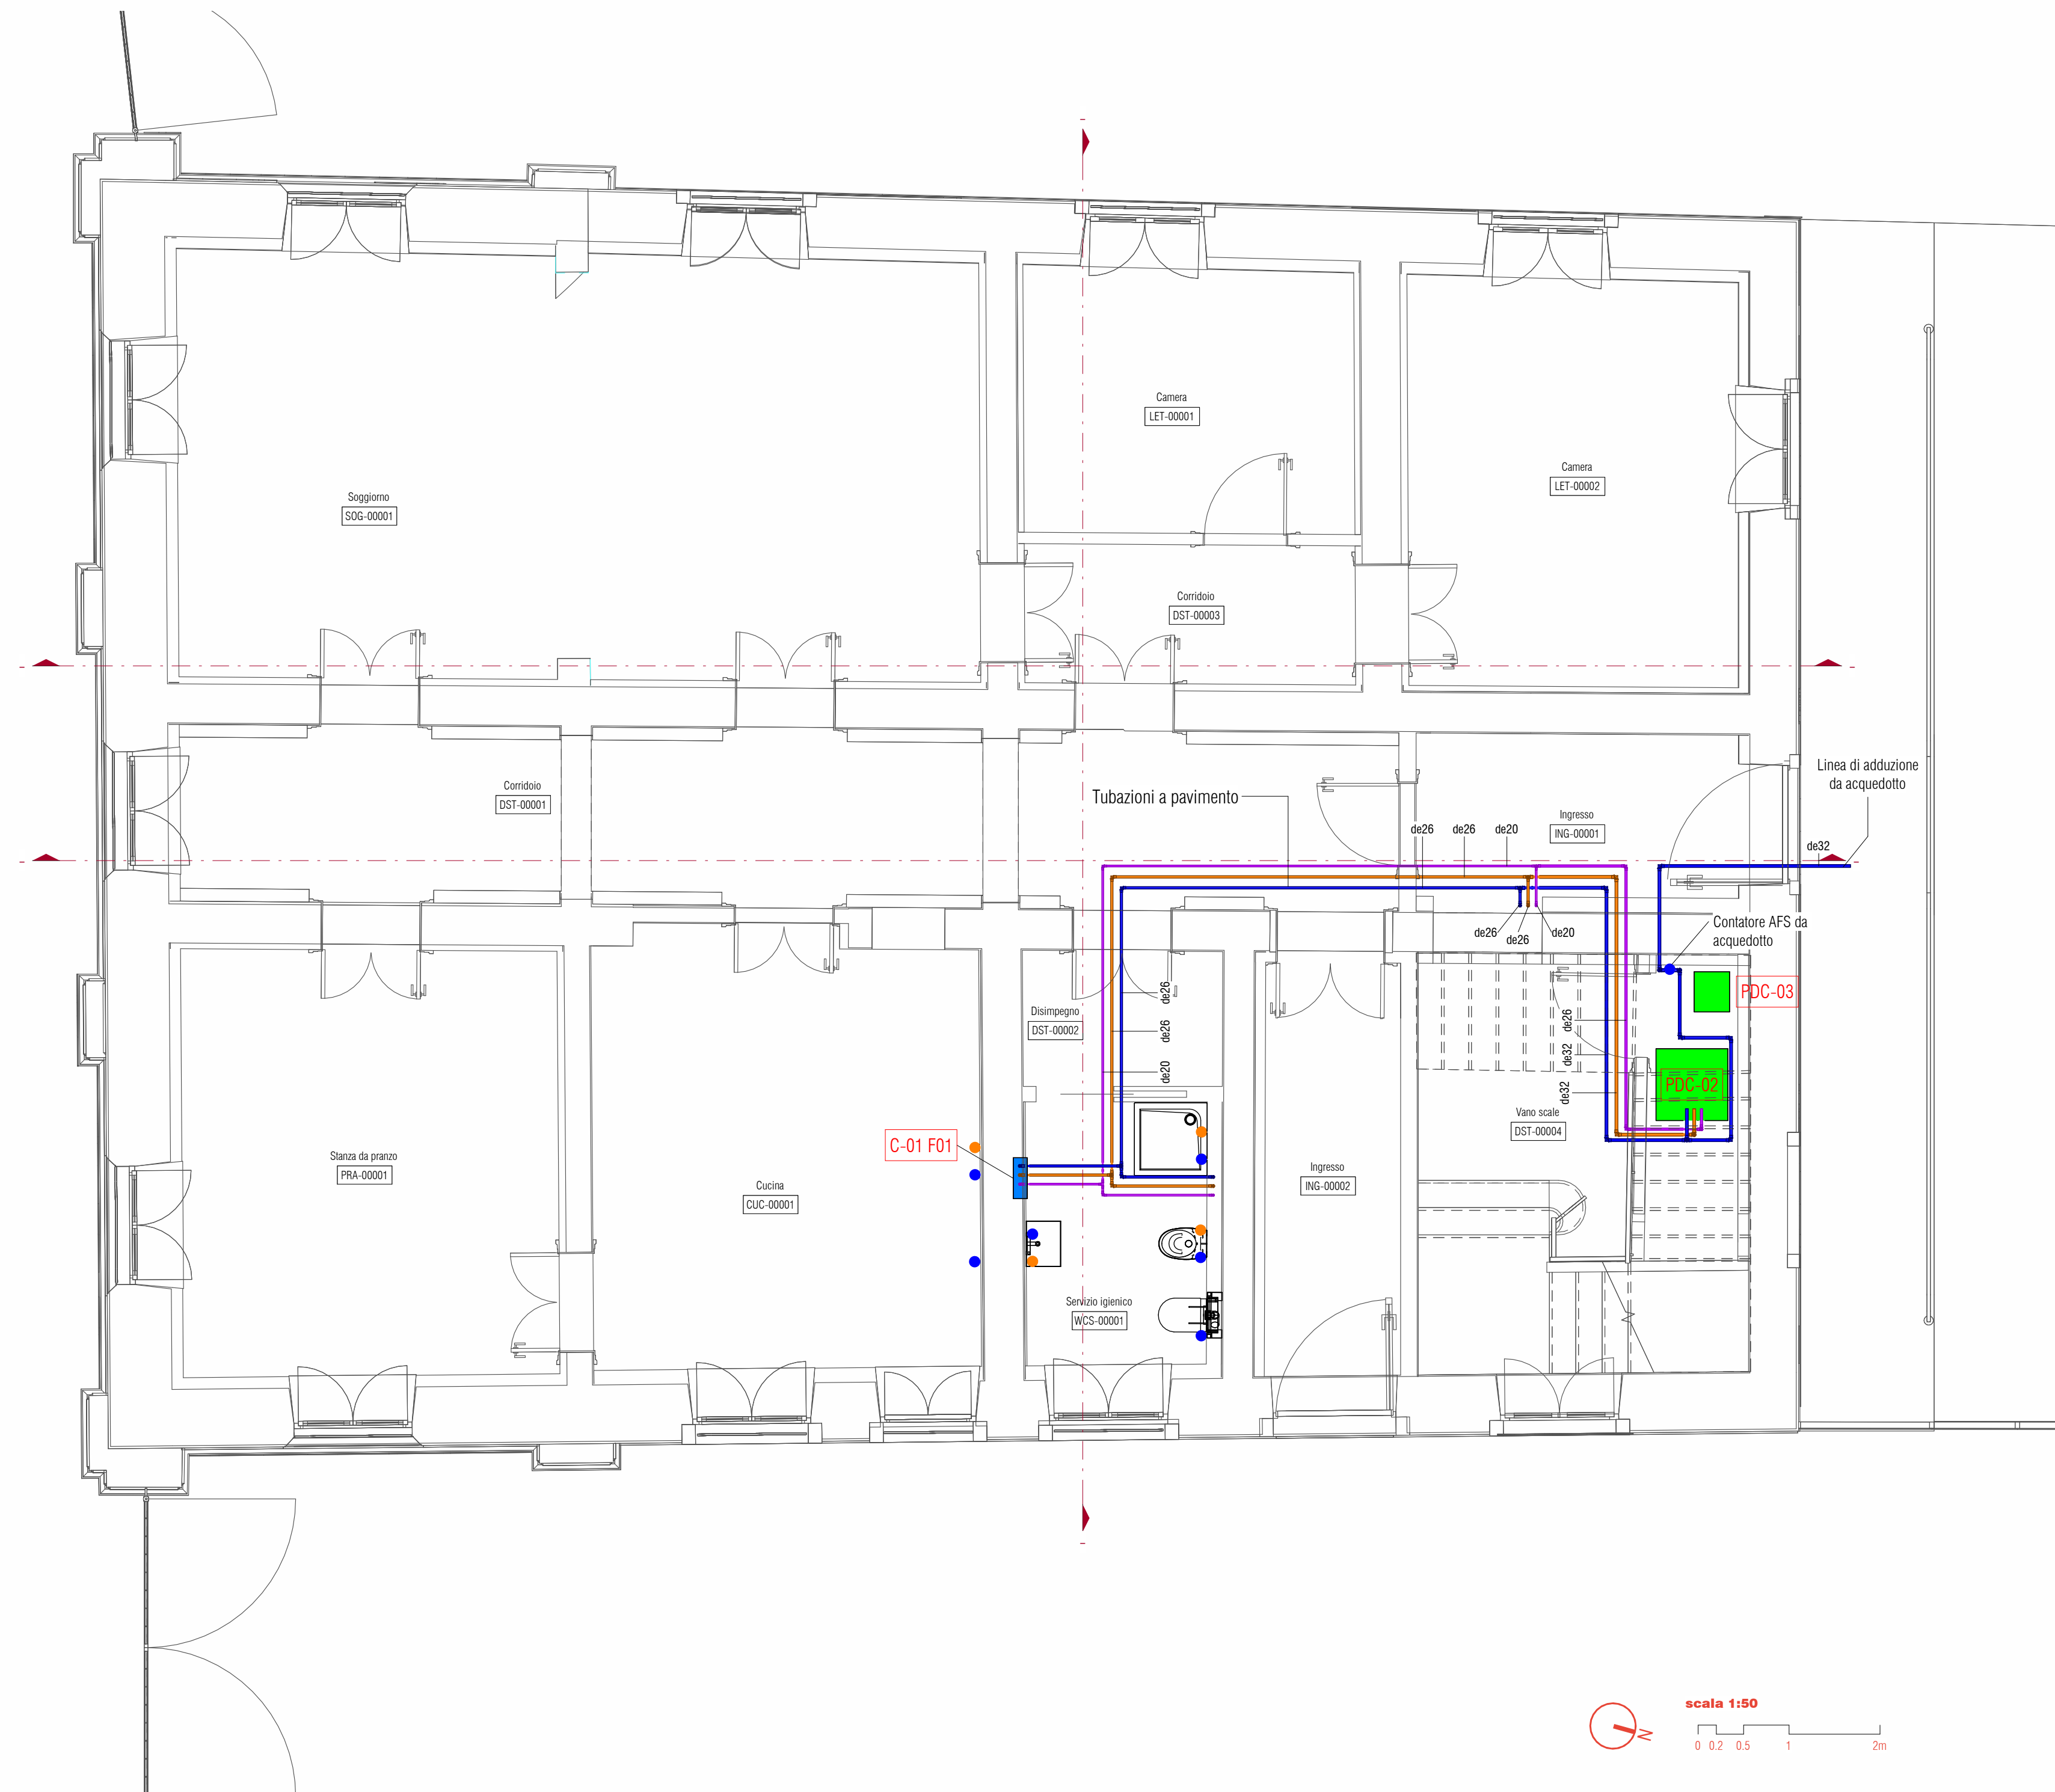 Camera
LET-00001
Camera
LET-00002
Soggiorno
SOG-00001
Corridoio
DST-00003
Linea di adduzione
da acquedotto
Corridoio
DST-00001
Tubazioni a pavimento
Ingresso
ING-00001
de26
de26
de20
de32
Contatore AFS da
acquedotto
de26
de26
de20
PDC-03
de26
Disimpegno
DST-00002
de26
de26
de32
de20
PDC-02
de32
Vano scale
DST-00004
C-01 F01
Stanza da pranzo
PRA-00001
Ingresso
ING-00002
Cucina
CUC-00001
Servizio igienico
WCS-00001
scala 1:50
N
0 0.2 0.5 1 2m